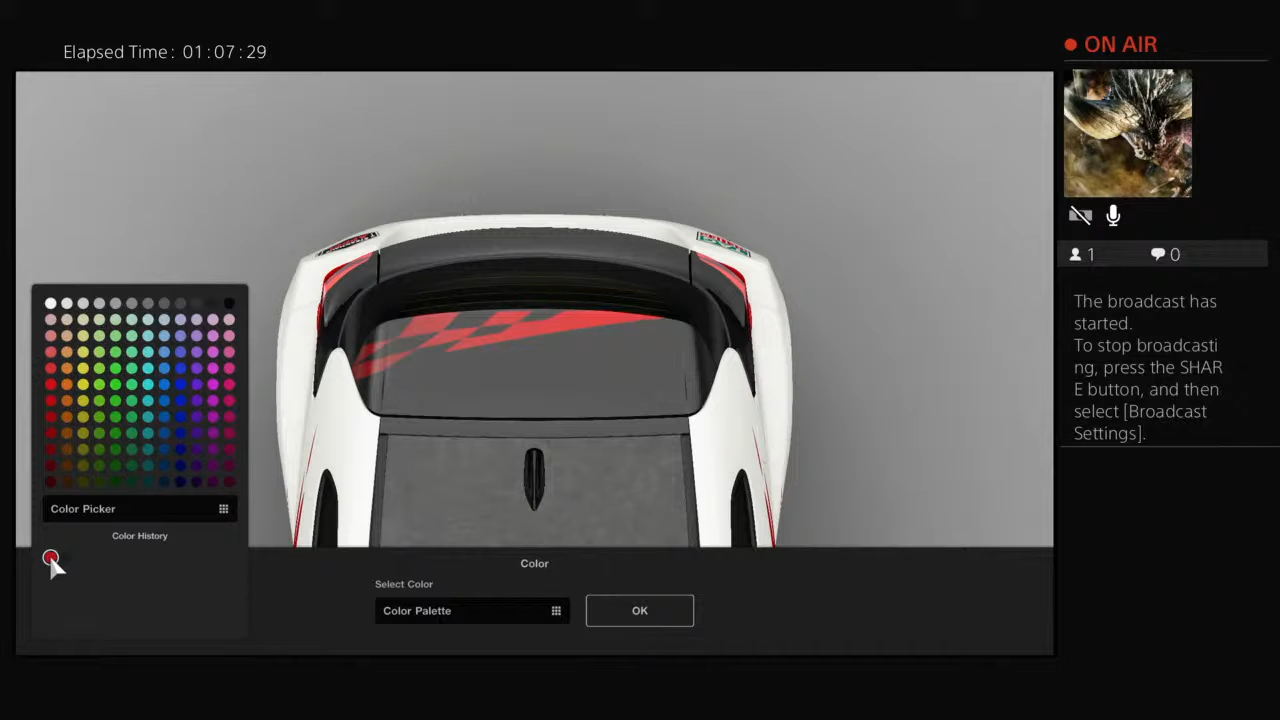 Elapsed Time: 01:07:29
ON AIR
1
0
The broadcast has
started.
To stop broadcasti
ng, press the SHAR
E button, and then
select [Broadcast
Settings].
Color Picker
Color History
Color
Select Color
Color Palette
OK